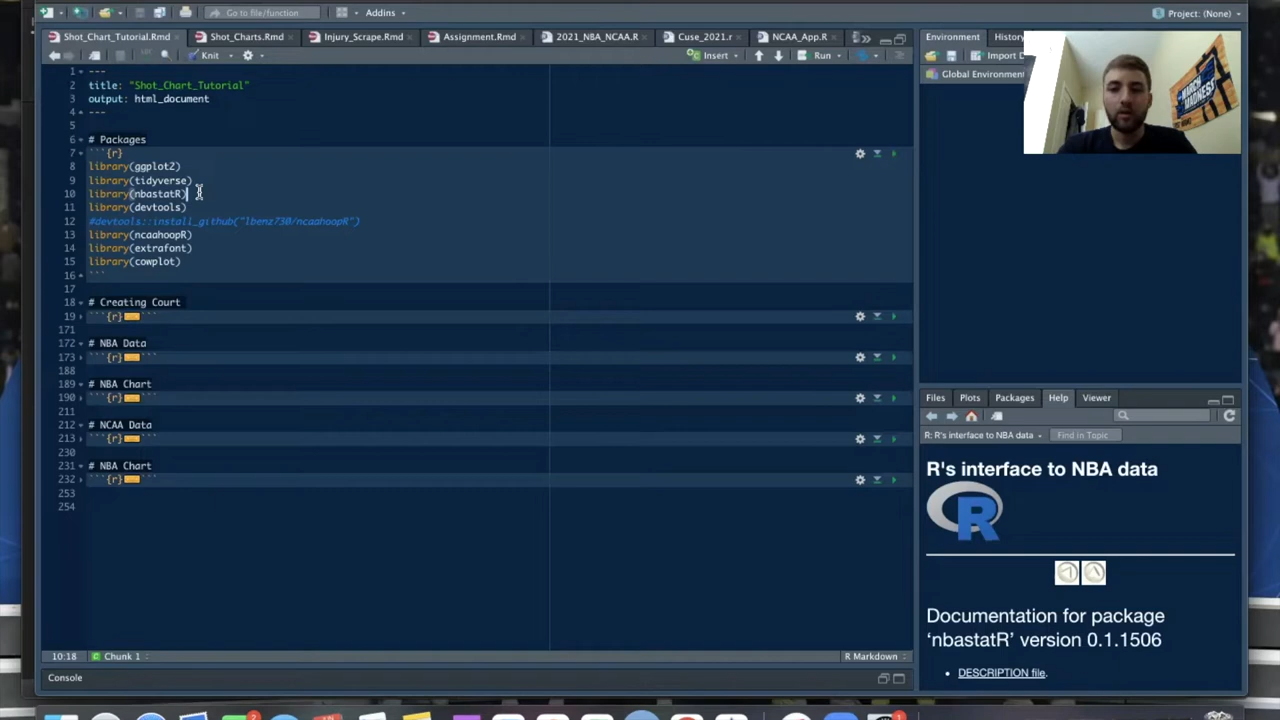 Go to file/function
Addins
Project: (None)
Shot_Chart_Tutorial.Rmd
Shot_Charts.Rmd
Injury_Scrape.Rmd
Assignment.Rmd
2021_NBA_NCAA.R
Cuse_2021.r
NCAA_App.R
Environment
History
Knit
Insert
Run
Import D
Global Environmen
1 ---
2 title: "Shot_Chart_Tutorial"
3 output: html_document
4 ---
5
6 # Packages
7 ```{r}
8 library(ggplot2)
9 library(tidyverse)
10 library(nbastatR)
11 library(devtools)
12 #devtools::install_github("lbenz730/ncaahoopR")
13 library(ncaahoopR)
14 library(extrafont)
15 library(cowplot)
16 ```
17
18 # Creating Court
19 ```{r} ```
171
172 # NBA Data
173 ```{r} ```
188
189 # NBA Chart
190 ```{r} ```
211
212 # NCAA Data
213 ```{r} ```
230
231 # NBA Chart
232 ```{r} ```
253
254
10:18
Chunk 1
R Markdown
Console
Files
Plots
Packages
Help
Viewer
R: R's interface to NBA data
Find in Topic
R's interface to NBA data
R
Documentation for package
‘nbastatR’ version 0.1.1506
• DESCRIPTION file.
MARCH
MADNESS